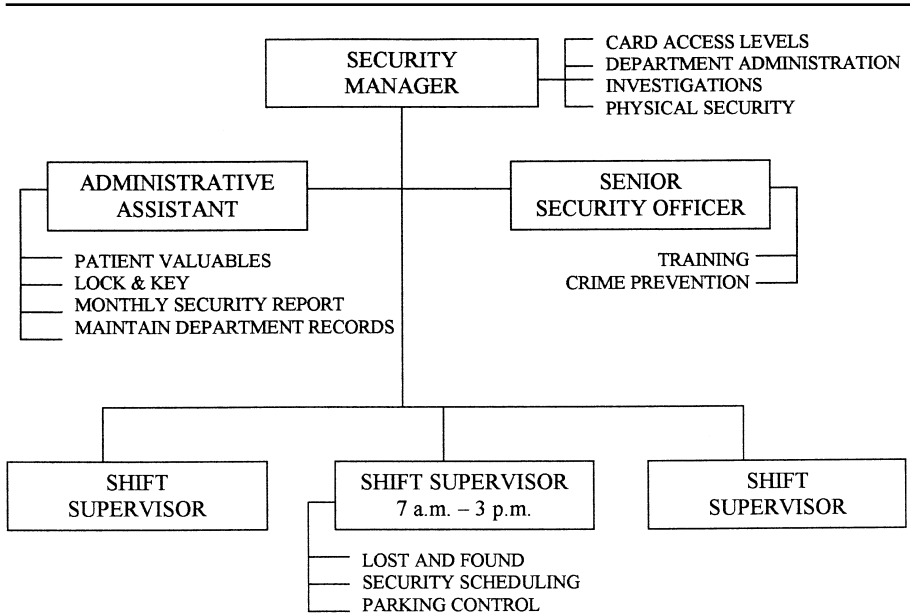 SECURITY
MANAGER
CARD ACCESS LEVELS
DEPARTMENT ADMINISTRATION
INVESTIGATIONS
PHYSICAL SECURITY
ADMINISTRATIVE
ASSISTANT
PATIENT VALUABLES
LOCK & KEY
MONTHLY SECURITY REPORT
MAINTAIN DEPARTMENT RECORDS
SENIOR
SECURITY OFFICER
TRAINING
CRIME PREVENTION
SHIFT
SUPERVISOR
SHIFT SUPERVISOR
7 a.m. – 3 p.m.
LOST AND FOUND
SECURITY SCHEDULING
PARKING CONTROL
SHIFT
SUPERVISOR